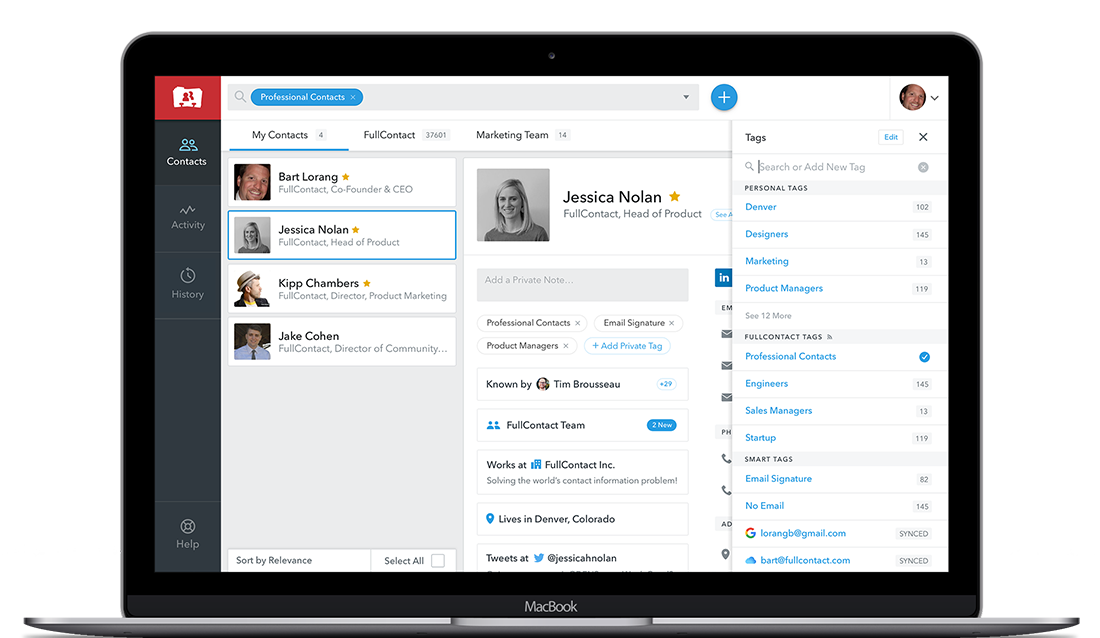 Professional Contacts ×
Contacts
Activity
History
Help
My Contacts 4
FullContact 37601
Marketing Team 14
Bart Lorang
FullContact, Co-Founder & CEO
Jessica Nolan
FullContact, Head of Product
Kipp Chambers
FullContact, Director, Product Marketing
Jake Cohen
FullContact, Director of Community...
Sort by Relevance
Select All
Jessica Nolan
FullContact, Head of Product
See A
Add a Private Note...
in
Professional Contacts ×
Email Signature ×
Product Managers ×
+ Add Private Tag
Known by Tim Brousseau +29
FullContact Team 2 New
Works at FullContact Inc.
Solving the world's contact information problem!
Lives in Denver, Colorado
Tweets at @jessicahnolan
EM
PH
AD
Tags
Edit
Search or Add New Tag
PERSONAL TAGS
Denver 102
Designers 145
Marketing 13
Product Managers 119
See 12 More
FULLCONTACT TAGS
Professional Contacts
Engineers 145
Sales Managers 13
Startup 119
SMART TAGS
Email Signature 82
No Email 145
lorangb@gmail.com SYNCED
bart@fullcontact.com SYNCED
MacBook